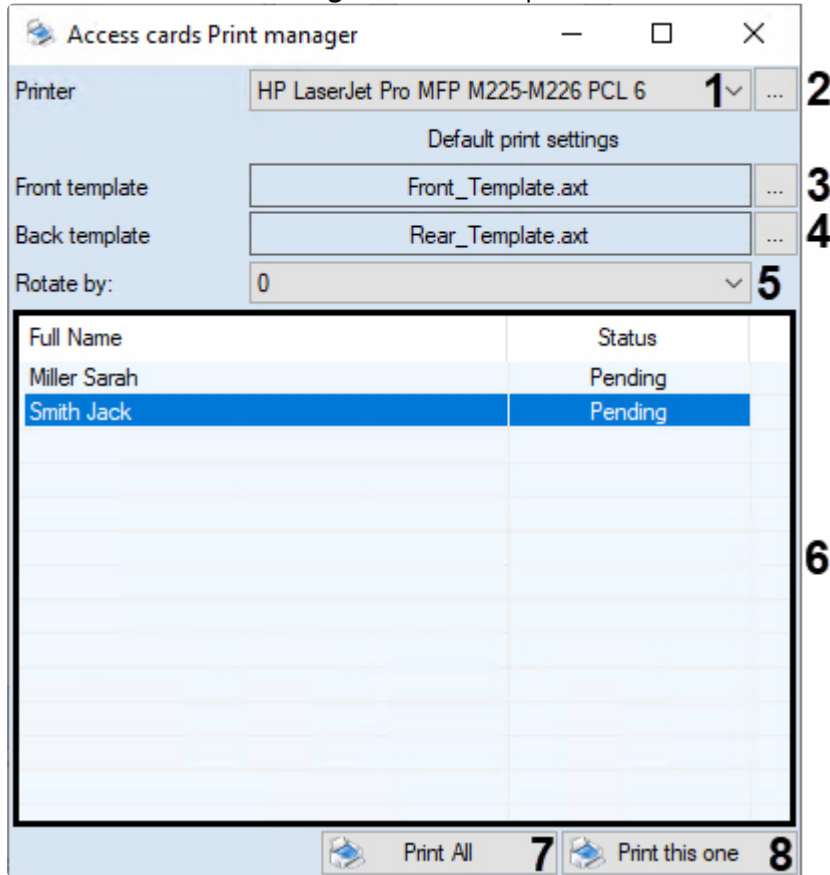 Access cards Print manager
Printer HP LaserJet Pro MFP M225-M226 PCL 6 1 ... 2
Default print settings
Front template Front_Template.axt ... 3
Back template Rear_Template.axt ... 4
Rotate by: 0 5
Full Name Status
Miller Sarah Pending
Smith Jack Pending
6
Print All 7 Print this one 8